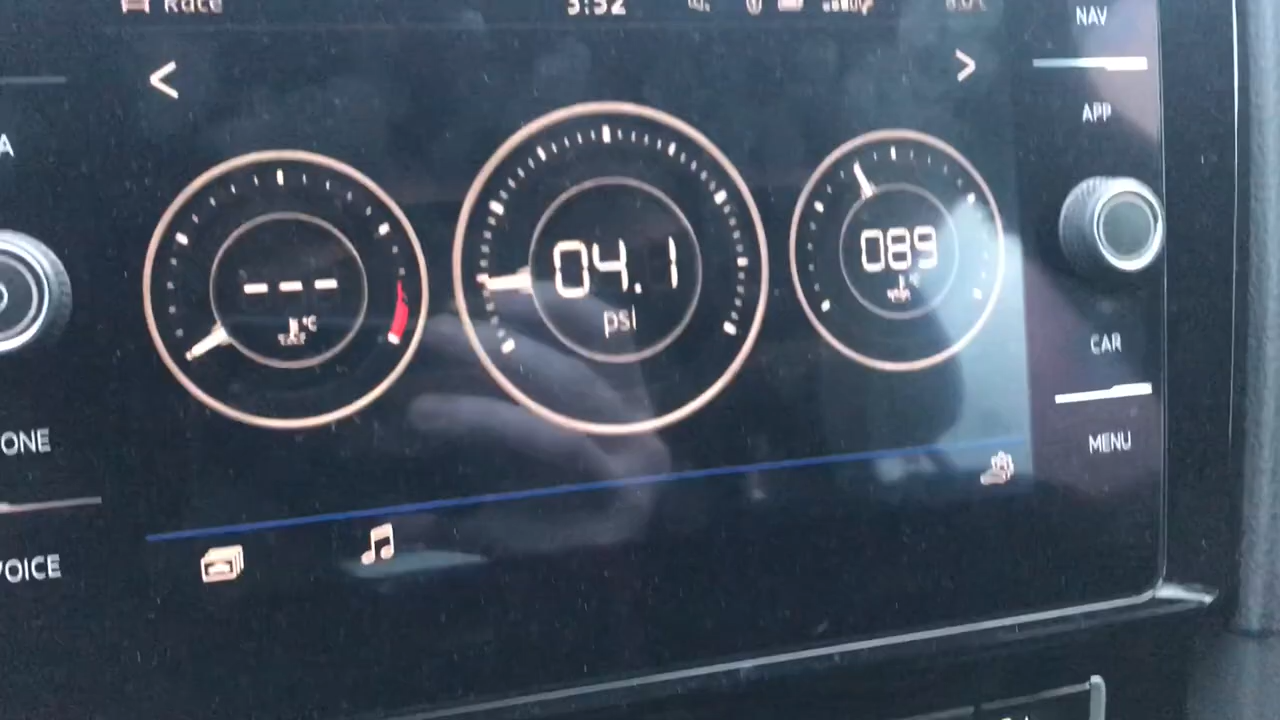 Race 3:52
NAV
<
>
APP
A
---
°C
04.1
psi
089
°C
CAR
ONE
MENU
VOICE